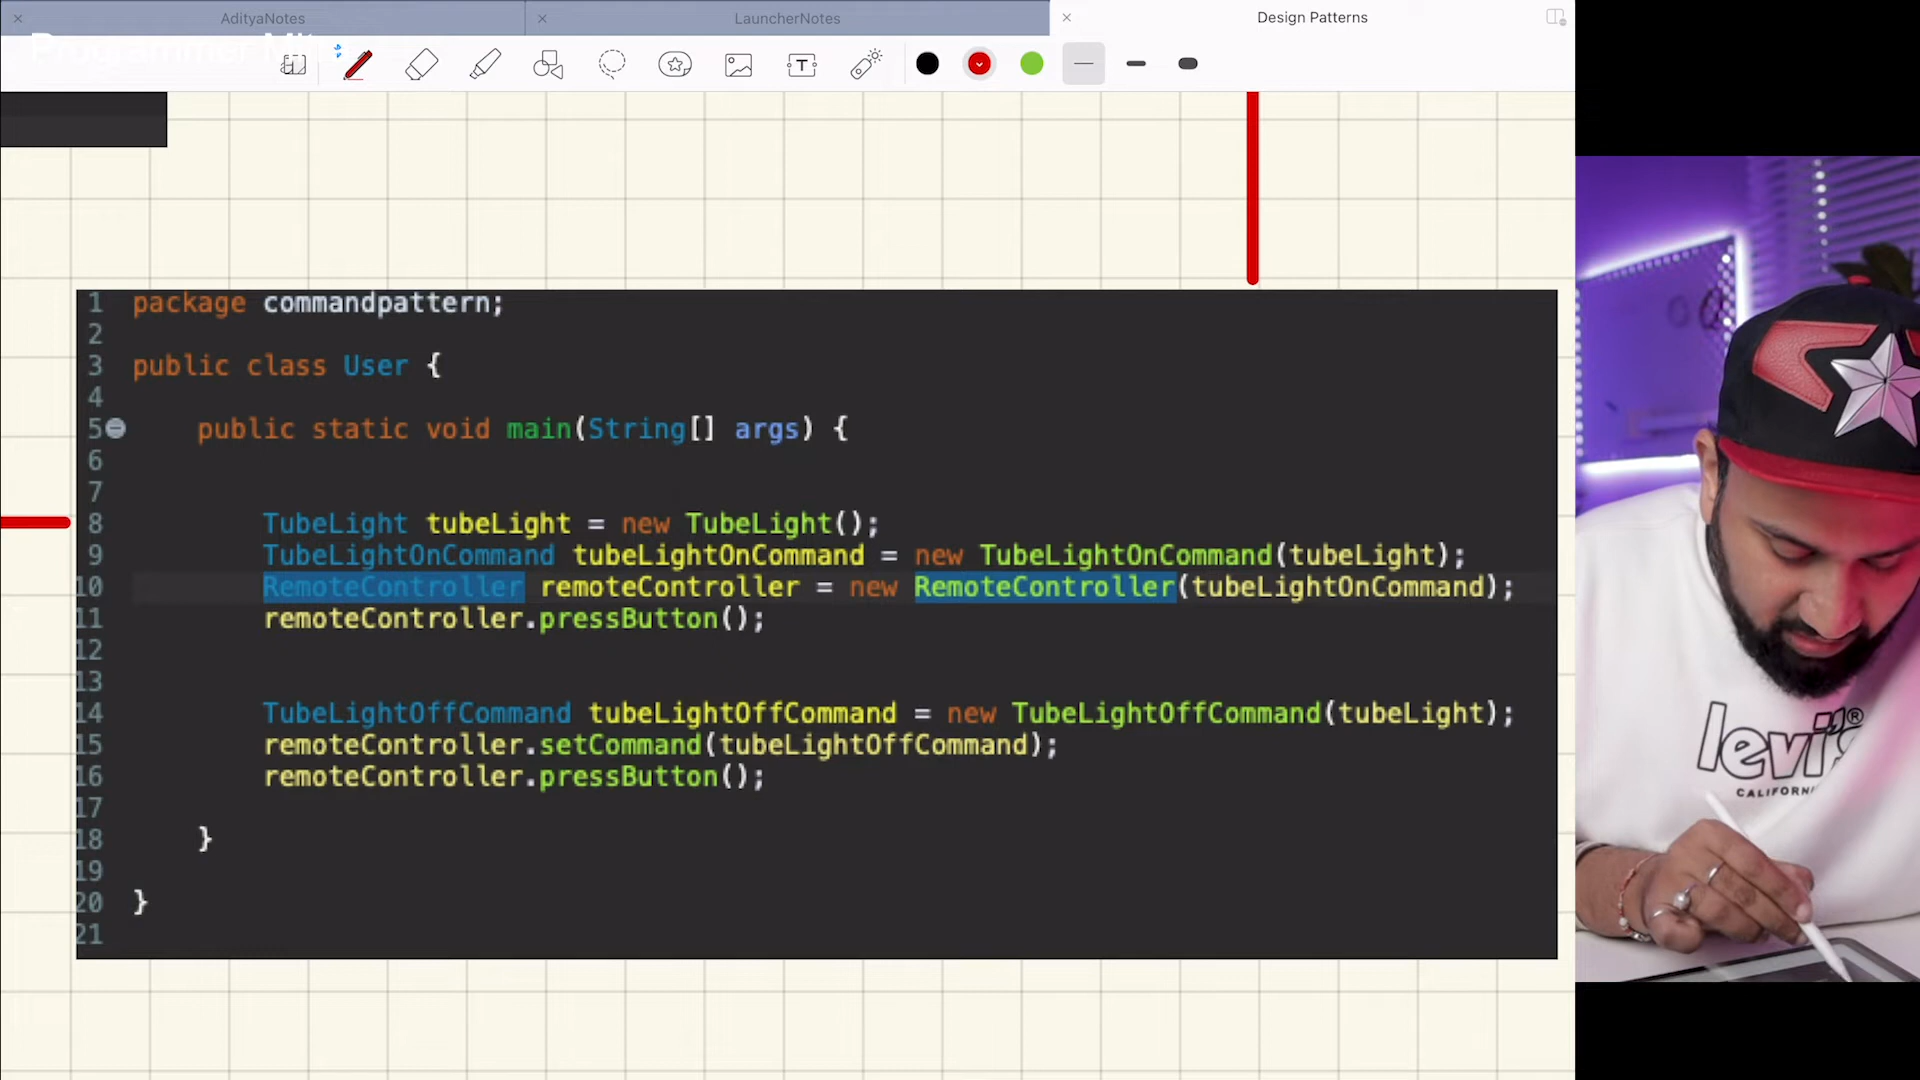 AdityaNotes
LauncherNotes
Design Patterns
Programmer
T
1 package commandpattern;
2
3 public class User {
4
5 public static void main(String[] args) {
6
7
8 TubeLight tubeLight = new TubeLight();
9 TubeLightOnCommand tubeLightOnCommand = new TubeLightOnCommand(tubeLight);
10 RemoteController remoteController = new RemoteController(tubeLightOnCommand);
11 remoteController.pressButton();
12
13
14 TubeLightOffCommand tubeLightOffCommand = new TubeLightOffCommand(tubeLight);
15 remoteController.setCommand(tubeLightOffCommand);
16 remoteController.pressButton();
17
18 }
19
20 }
21
levi's®